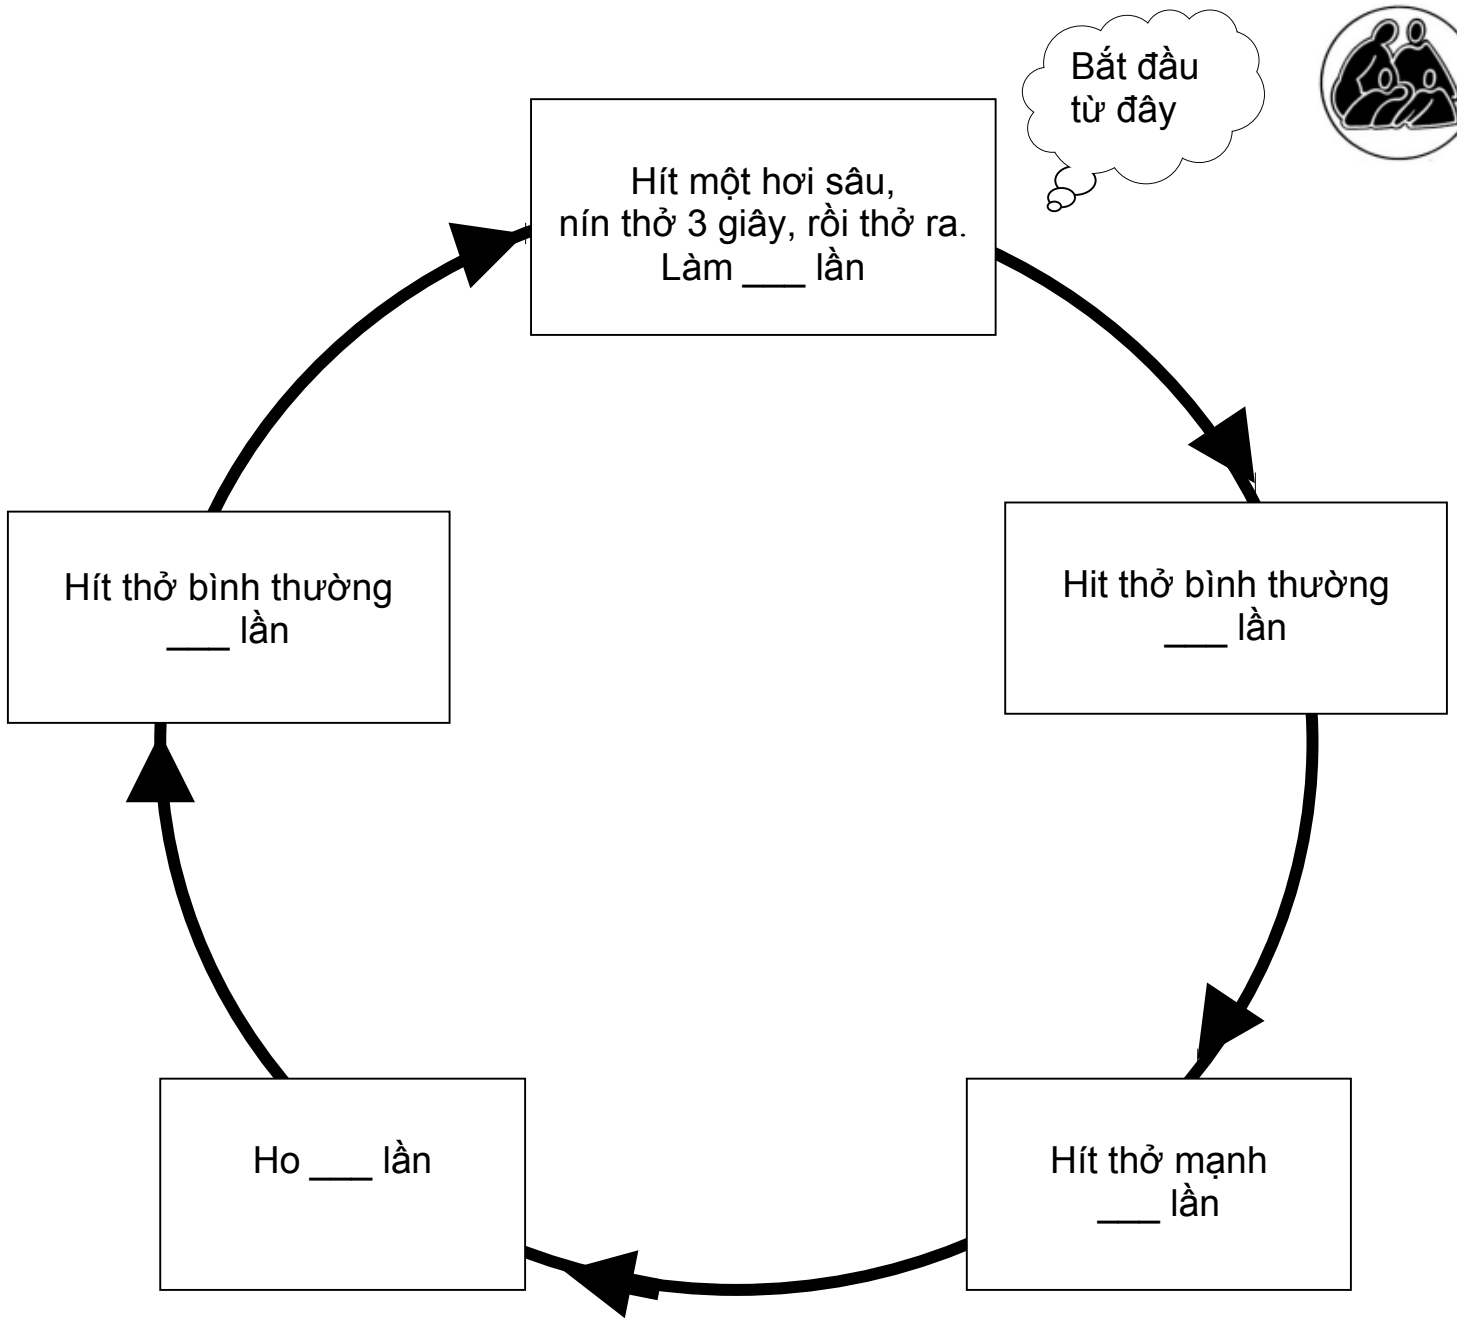 Bắt đầu
từ đây
Hít một hơi sâu,
nín thở 3 giây, rồi thở ra.
Làm ___ lần
Hit thở bình thường
___ lần
Hít thở mạnh
___ lần
Ho ___ lần
Hít thở bình thường
___ lần